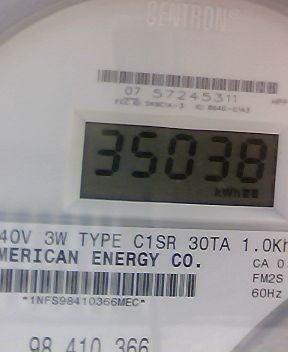 CENTRON®
07 57245311
35038
kWh
40V 3W TYPE C1SR 30TA 1.0Kh
MERICAN ENERGY CO.
CA 0.
FM2S
60Hz
*1NFS98410366MEC*
98 410 366